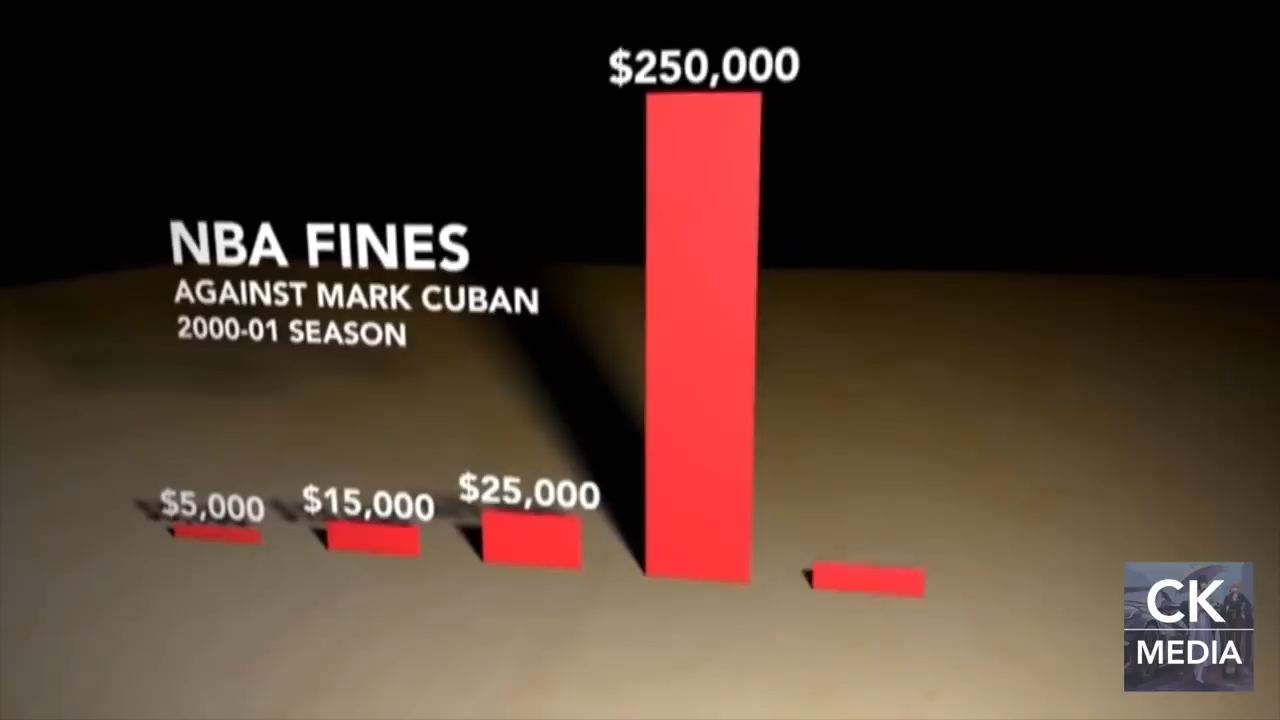 $250,000
NBA FINES
AGAINST MARK CUBAN
2000-01 SEASON
$5,000 $15,000 $25,000
CK
MEDIA